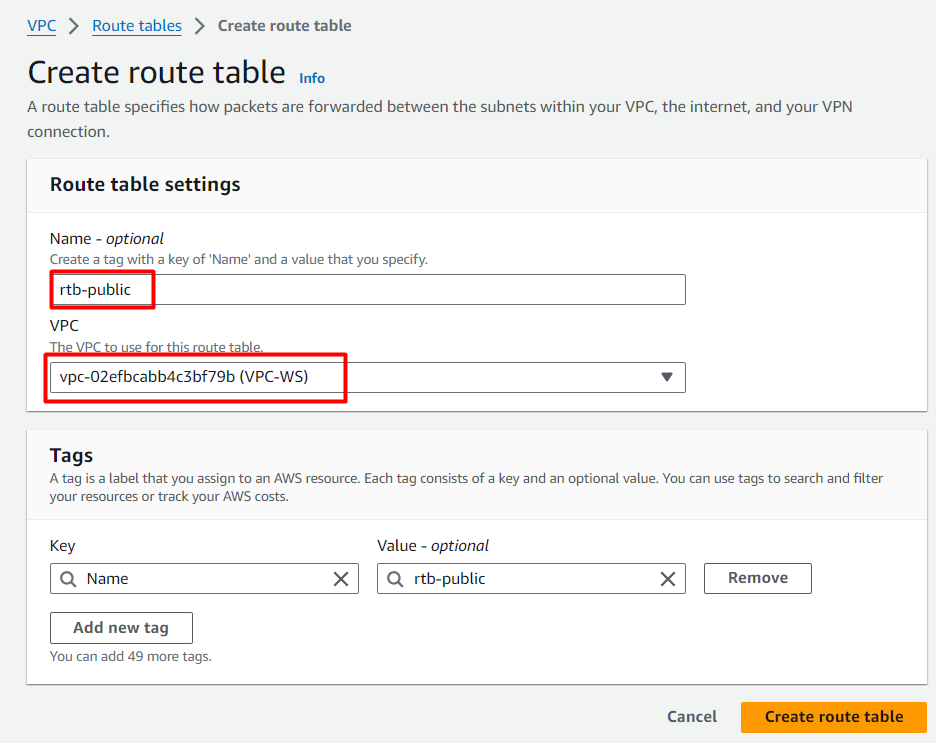 VPC > Route tables > Create route table
Create route table Info
A route table specifies how packets are forwarded between the subnets within your VPC, the internet, and your VPN
connection.
Route table settings
Name - optional
Create a tag with a key of 'Name' and a value that you specify.
rtb-public
VPC
The VPC to use for this route table.
vpc-02efbcabb4c3bf79b (VPC-WS)
Tags
A tag is a label that you assign to an AWS resource. Each tag consists of a key and an optional value. You can use tags to search and filter
your resources or track your AWS costs.
Key Value - optional
Name rtb-public Remove
Add new tag
You can add 49 more tags.
Cancel Create route table